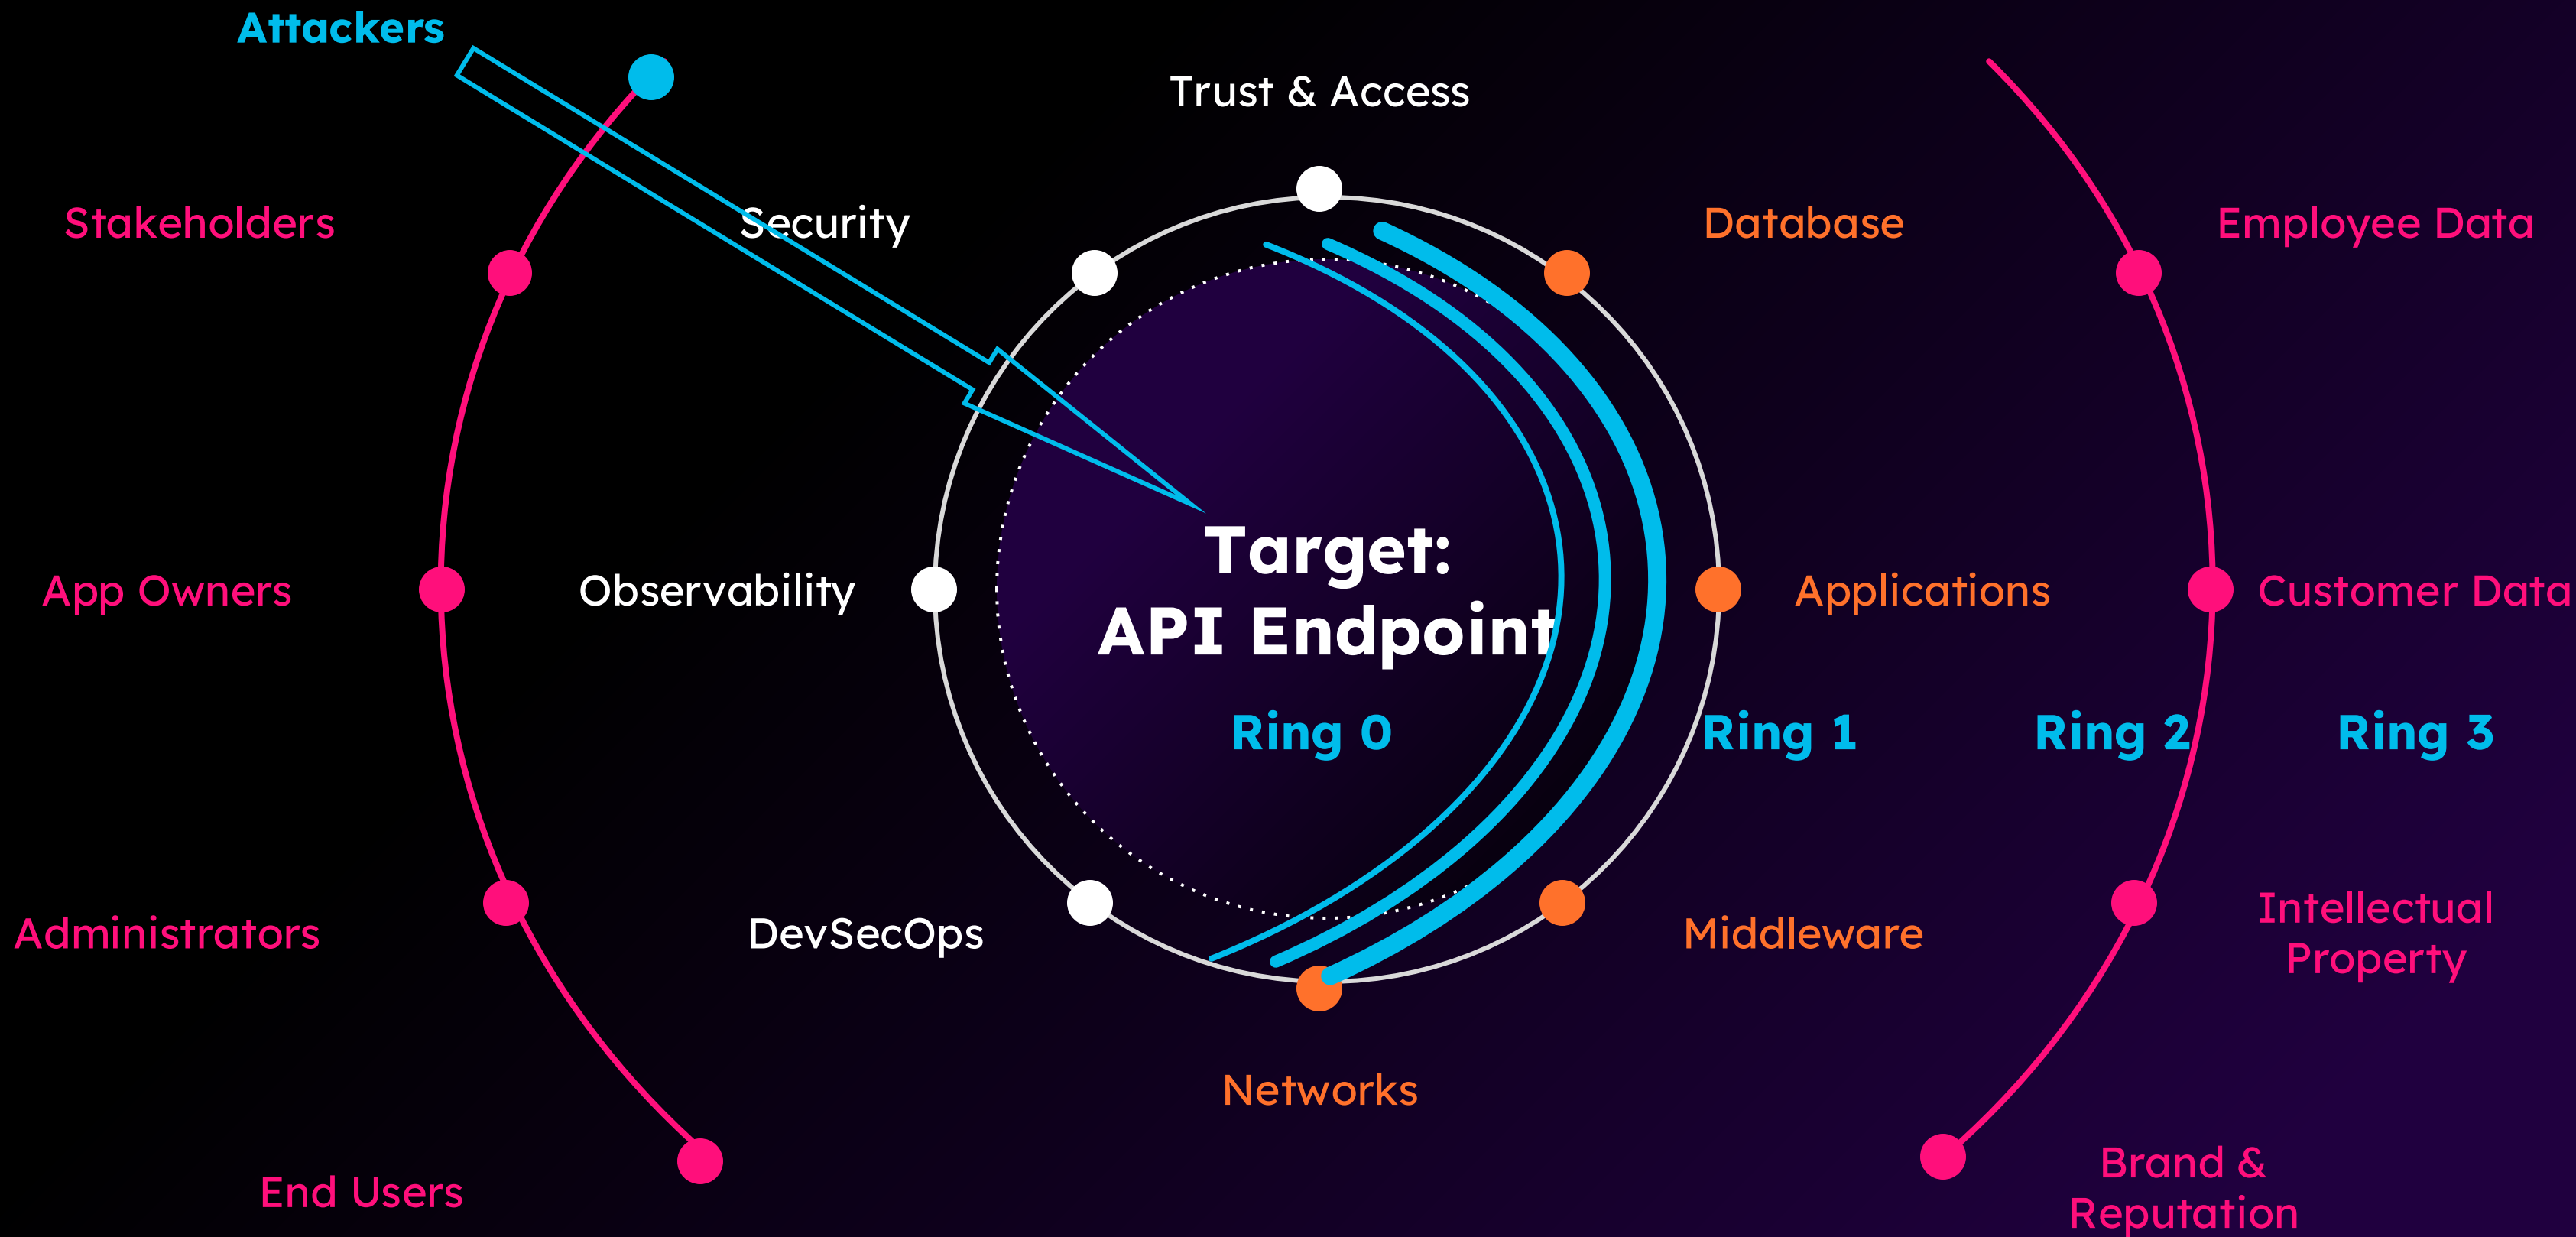 Attackers
Trust & Access
Stakeholders
Security
Database
Employee Data
Target:
API Endpoint
App Owners
Observability
Applications
Customer Data
Ring 0
Ring 1
Ring 2
Ring 3
Administrators
DevSecOps
Middleware
Intellectual
Property
Networks
End Users
Brand &
Reputation